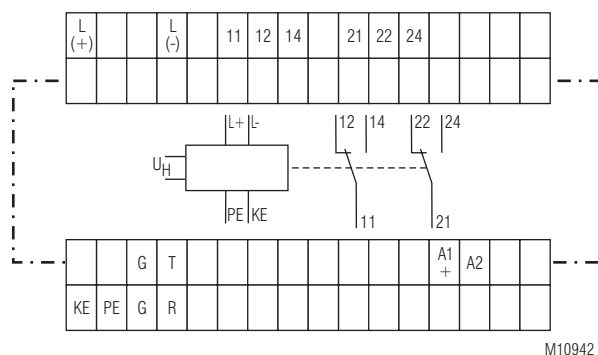 L L
(+) (-) 11 12 14 21 22 24
L+ L- 12 14 22 24
UH
PE KE 11 21
G T A1 + A2
KE PE G R
M10942